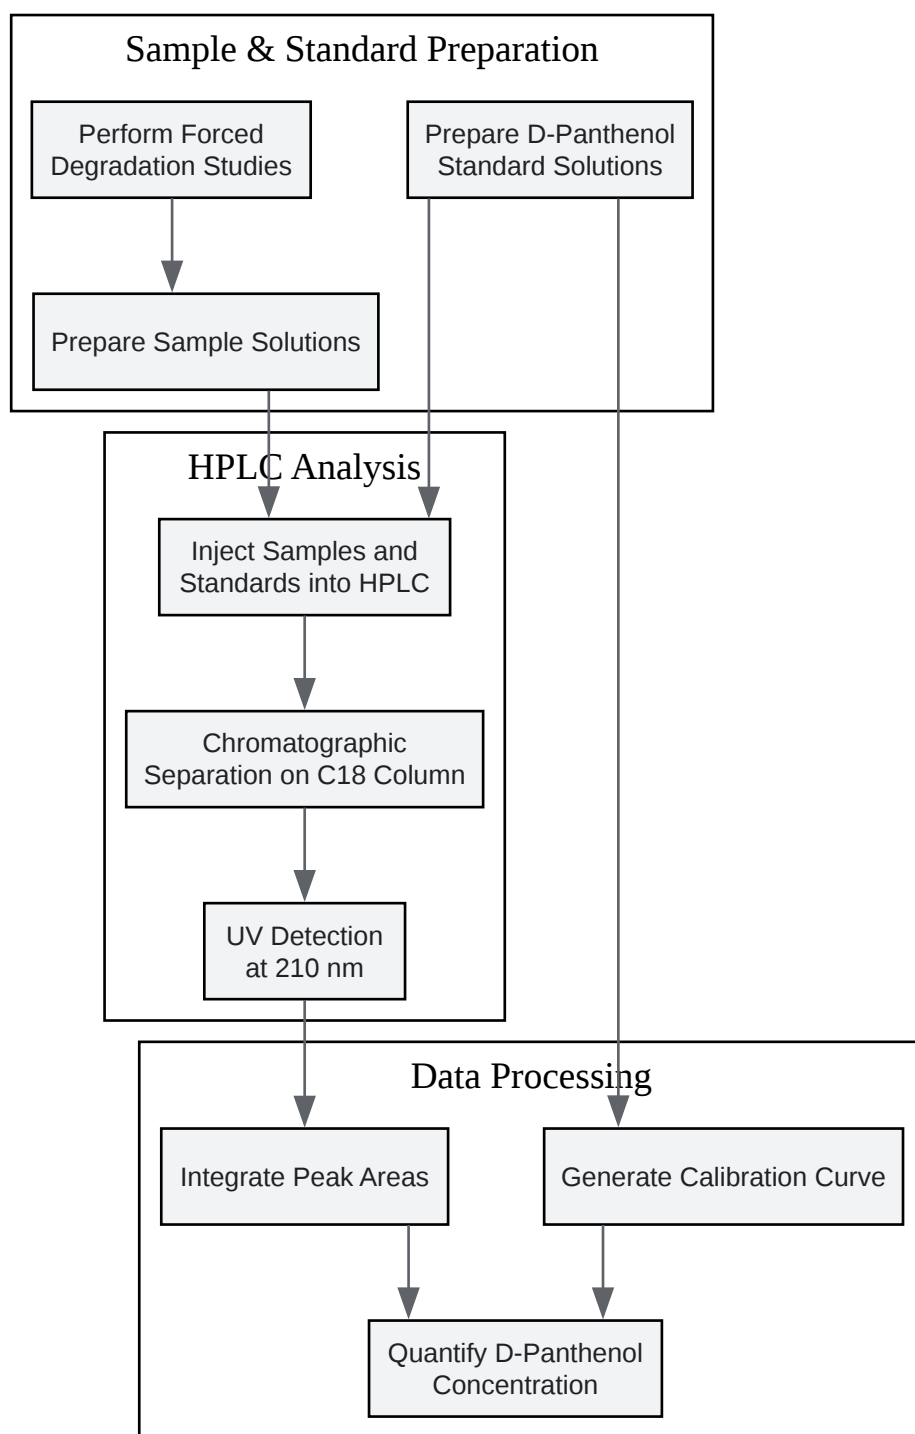 Sample & Standard Preparation
Perform Forced
Degradation Studies
Prepare D-Panthenol
Standard Solutions
Prepare Sample Solutions
HPLC Analysis
Inject Samples and
Standards into HPLC
Chromatographic
Separation on C18 Column
UV Detection
at 210 nm
Data Processing
Integrate Peak Areas
Generate Calibration Curve
Quantify D-Panthenol
Concentration